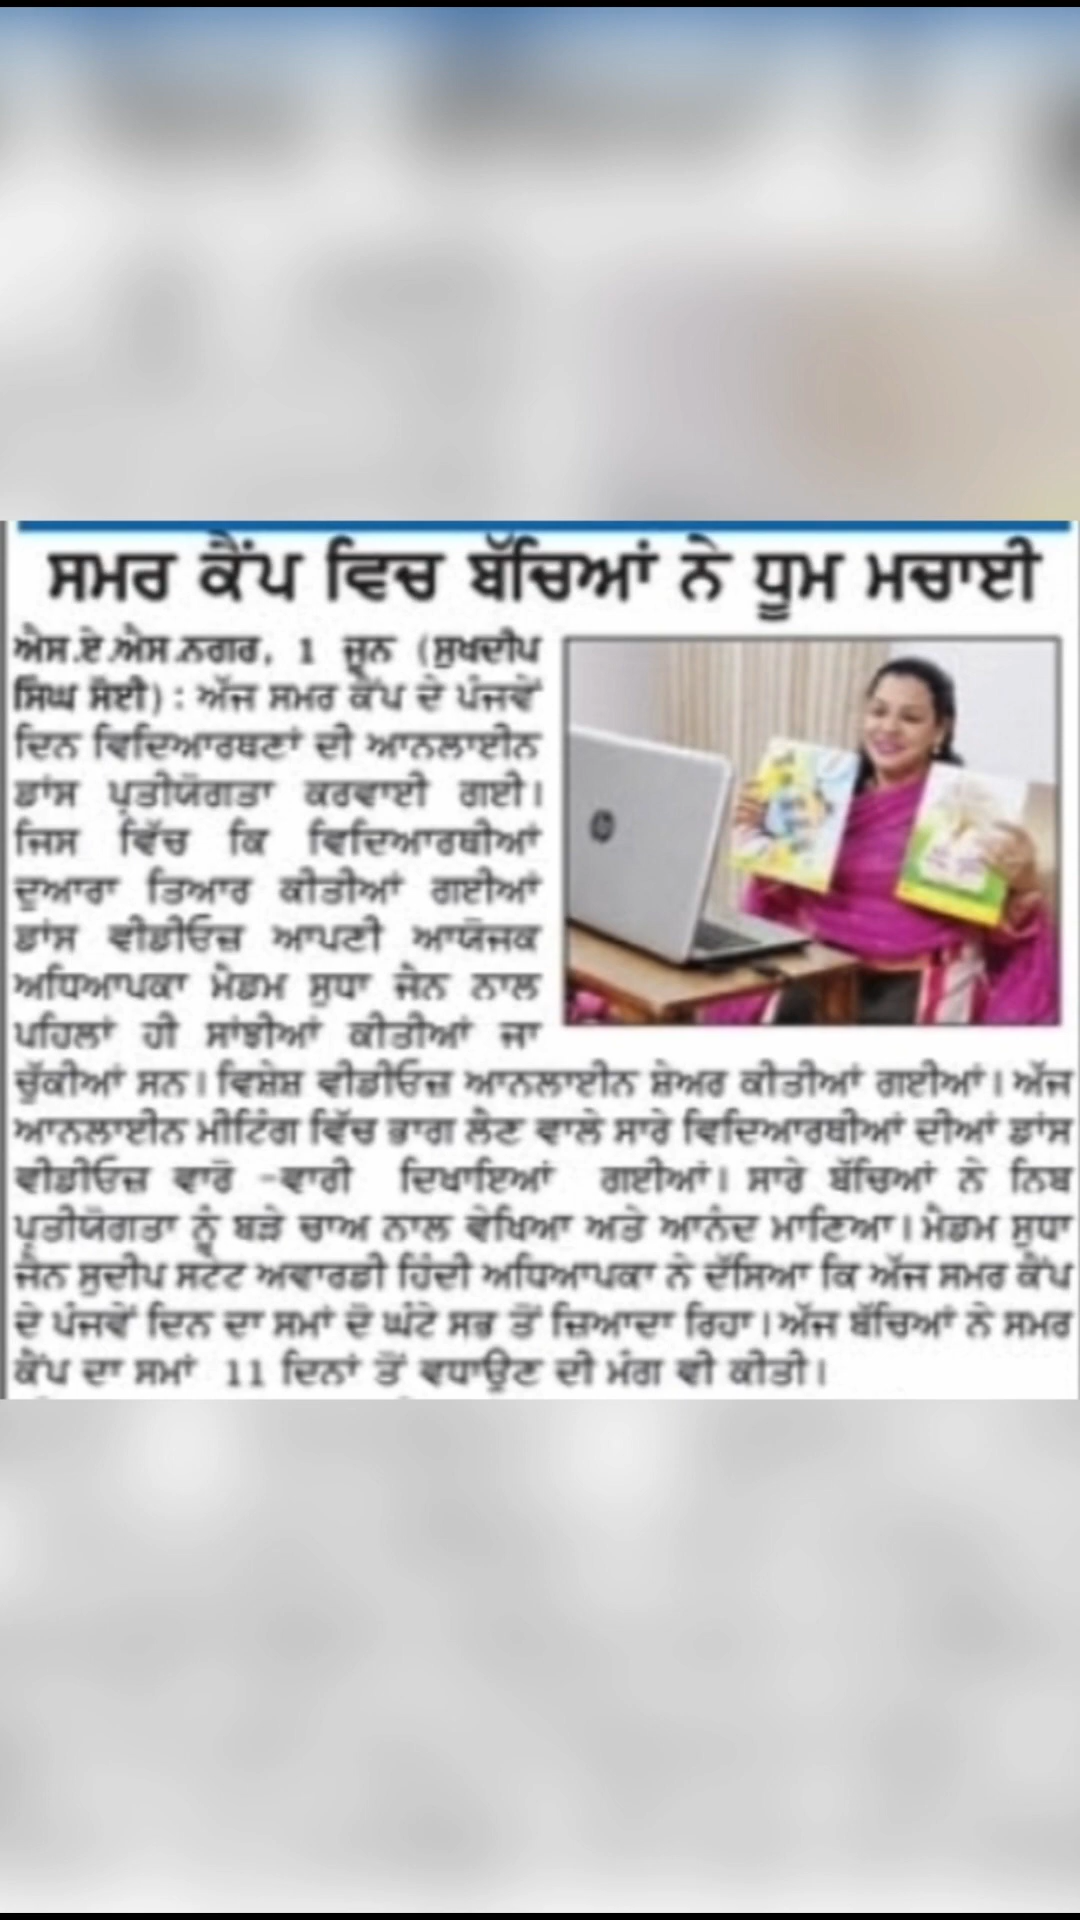 ਸਮਰ ਕੈਂਪ ਵਿਚ ਬੱਚਿਆਂ ਨੇ ਧੂਮ ਮਚਾਈ
ਐਸ.ਏ.ਐਸ.ਨਗਰ, 1 ਜੂਨ (ਸੁਖਦੀਪ
ਸਿੰਘ ਸੋਈ) : ਅੱਜ ਸਮਰ ਕੈਂਪ ਦੇ ਪੰਜਵੇਂ
ਦਿਨ ਵਿਦਿਆਰਥਣਾਂ ਦੀ ਆਨਲਾਈਨ
ਡਾਂਸ ਪ੍ਰਤੀਯੋਗਤਾ ਕਰਵਾਈ ਗਈ।
ਜਿਸ ਵਿੱਚ ਕਿ ਵਿਦਿਆਰਥੀਆਂ
ਦੁਆਰਾ ਤਿਆਰ ਕੀਤੀਆਂ ਗਈਆਂ
ਡਾਂਸ ਵੀਡੀਓਜ਼ ਆਪਣੀ ਆਯੋਜਕ
ਅਧਿਆਪਕਾ ਮੈਡਮ ਸੁਧਾ ਜੈਨ ਨਾਲ
ਪਹਿਲਾਂ ਹੀ ਸਾਂਝੀਆਂ ਕੀਤੀਆਂ ਜਾ
ਚੁੱਕੀਆਂ ਸਨ। ਵਿਸ਼ੇਸ਼ ਵੀਡੀਓਜ਼ ਆਨਲਾਈਨ ਸ਼ੇਅਰ ਕੀਤੀਆਂ ਗਈਆਂ। ਅੱਜ
ਆਨਲਾਈਨ ਮੀਟਿੰਗ ਵਿੱਚ ਭਾਗ ਲੈਣ ਵਾਲੇ ਸਾਰੇ ਵਿਦਿਆਰਥੀਆਂ ਦੀਆਂ ਡਾਂਸ
ਵੀਡੀਓਜ਼ ਵਾਰੋ -ਵਾਰੀ ਦਿਖਾਇਆਂ ਗਈਆਂ। ਸਾਰੇ ਬੱਚਿਆਂ ਨੇ ਨਿਬ
ਪ੍ਰਤੀਯੋਗਤਾ ਨੂੰ ਬੜੇ ਚਾਅ ਨਾਲ ਵੇਖਿਆ ਅਤੇ ਆਨੰਦ ਮਾਣਿਆ। ਮੈਡਮ ਸੁਧਾ
ਜੈਨ ਸੁਦੀਪ ਸਟੇਟ ਅਵਾਰਡੀ ਹਿੰਦੀ ਅਧਿਆਪਕਾ ਨੇ ਦੱਸਿਆ ਕਿ ਅੱਜ ਸਮਰ ਕੈਂਪ
ਦੇ ਪੰਜਵੇਂ ਦਿਨ ਦਾ ਸਮਾਂ ਦੋ ਘੰਟੇ ਸਭ ਤੋਂ ਜ਼ਿਆਦਾ ਰਿਹਾ। ਅੱਜ ਬੱਚਿਆਂ ਨੇ ਸਮਰ
ਕੈਂਪ ਦਾ ਸਮਾਂ 11 ਦਿਨਾਂ ਤੋਂ ਵਧਾਉਣ ਦੀ ਮੰਗ ਵੀ ਕੀਤੀ।